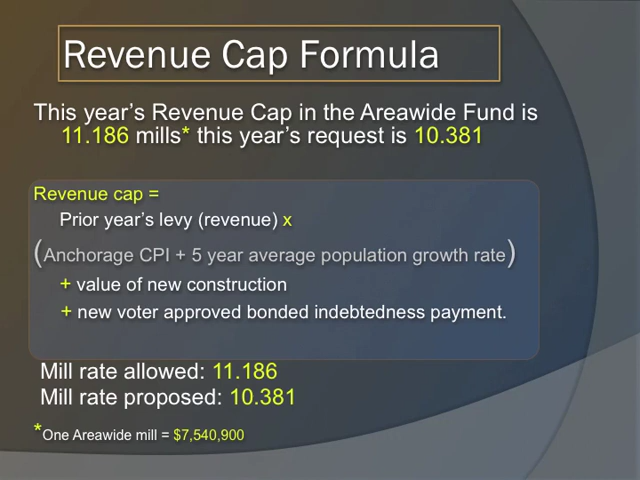 Revenue Cap Formula
This year's Revenue Cap in the Areawide Fund is
11.186 mills* this year's request is 10.381
Revenue cap =
Prior year's levy (revenue) x
(Anchorage CPI + 5 year average population growth rate)
+ value of new construction
+ new voter approved bonded indebtedness payment.
Mill rate allowed: 11.186
Mill rate proposed: 10.381
*One Areawide mill = $7,540,900